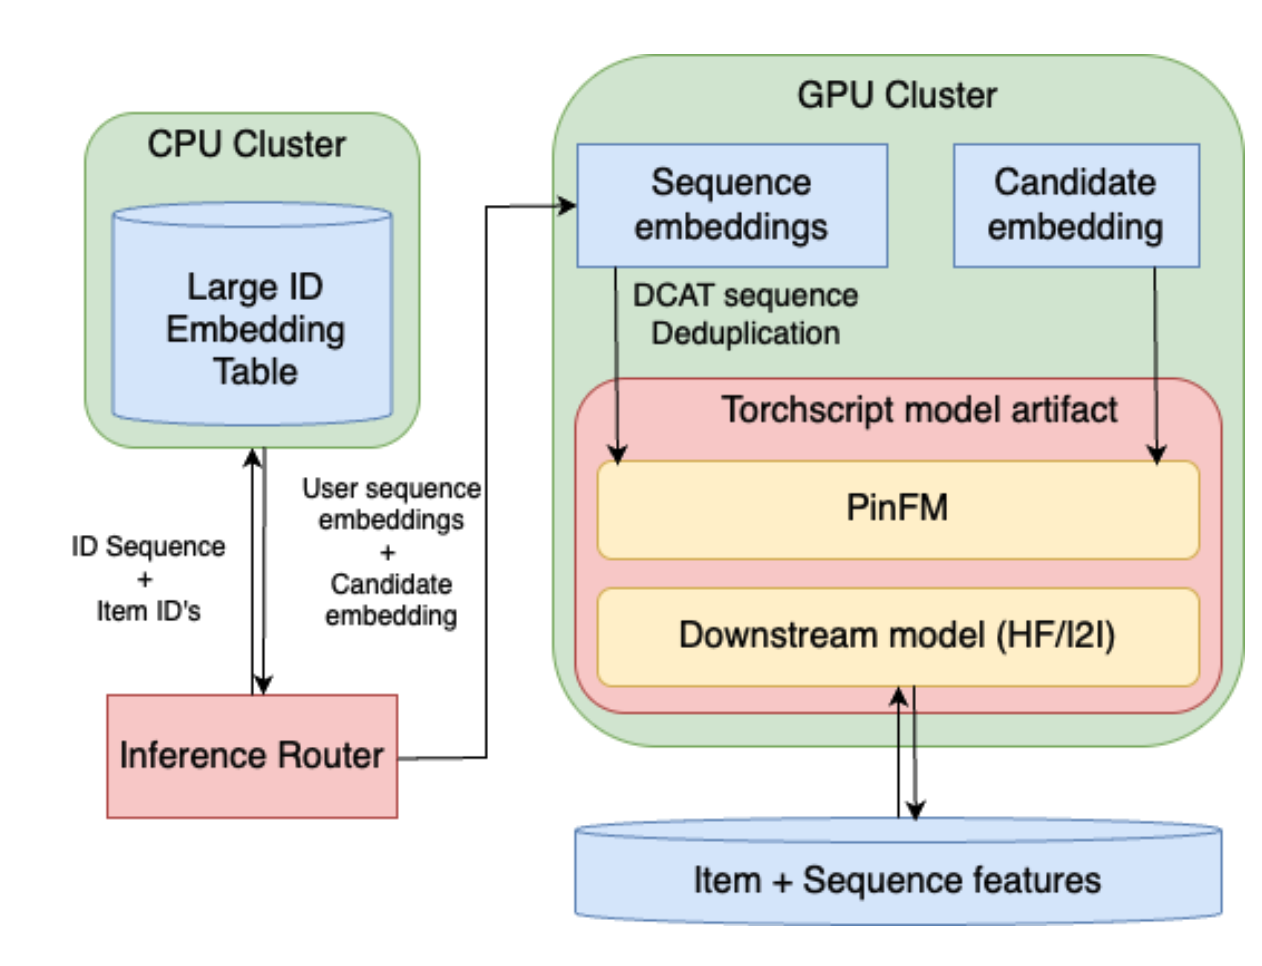 CPU Cluster
Large ID
Embedding
Table
ID Sequence
+
Item ID's
User sequence
embeddings
+
Candidate
embedding
Inference Router
GPU Cluster
Sequence
embeddings
Candidate
embedding
DCAT sequence
Deduplication
Torchscript model artifact
PinFM
Downstream model (HF/I2I)
Item + Sequence features